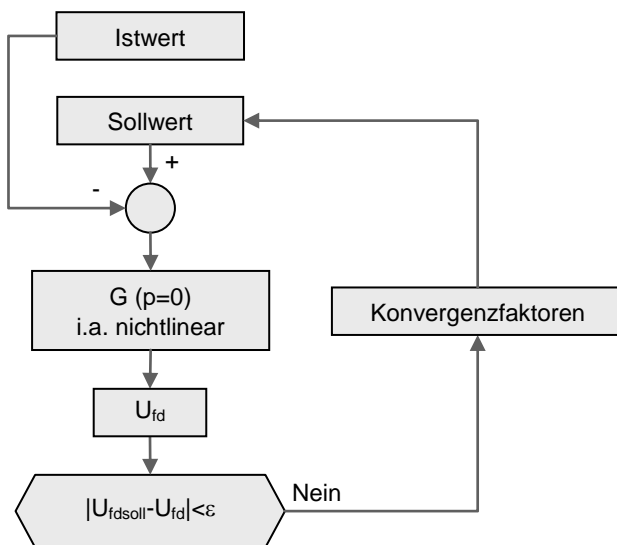 Istwert
Sollwert
+
-
G (p=0)
i.a. nichtlinear
Konvergenzfaktoren
Ufd
|Ufdsoll-Ufd|<ε
Nein